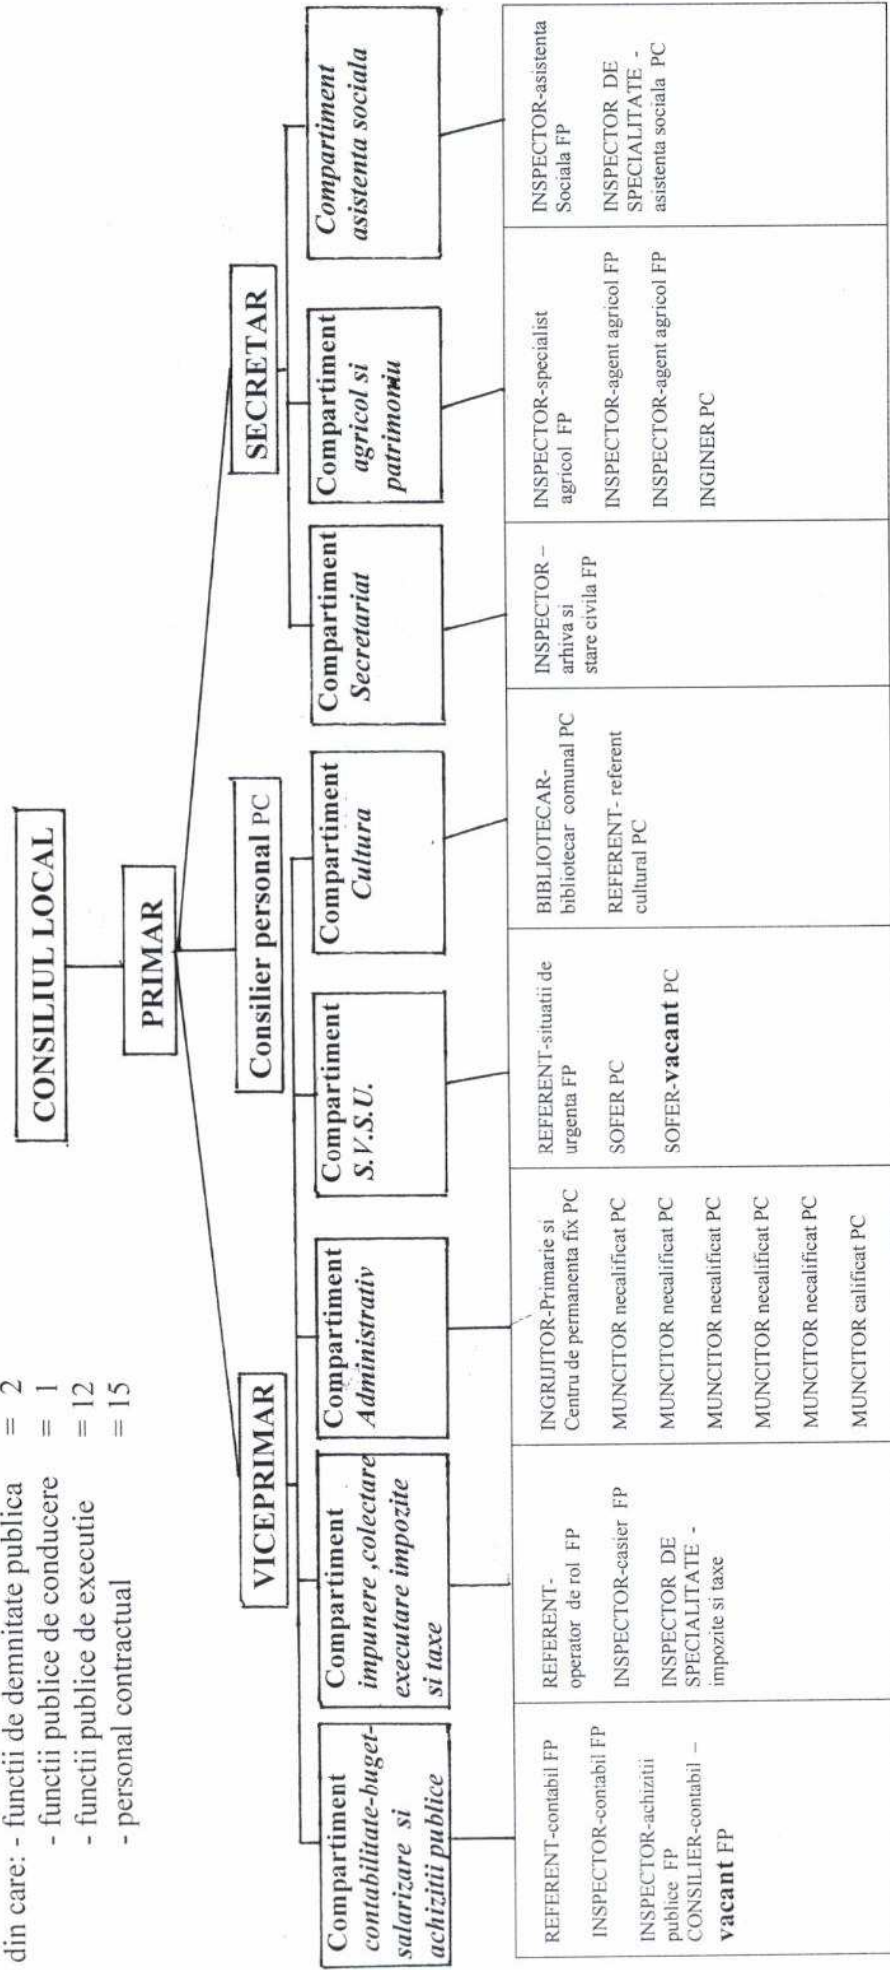 din care: - functii de demnitate publica = 2
- functii publice de conducere = 1
- functii publice de executie = 12
- personal contractual = 15
CONSILIUL LOCAL
PRIMAR
VICEPRIMAR
Consilier personal PC
SECRETAR
Compartiment
contabilitate-buget-
salarizare si
achizitii publice
Compartiment
impunere ,colectare
executare impozite
si taxe
Compartiment
Administrativ
Compartiment
S.V.S.U.
Compartiment
Cultura
Compartiment
Secretariat
Compartiment
agricol si
patrimoniu
Compartiment
asistenta sociala
REFERENT-contabil FP
INSPECTOR-contabil FP
INSPECTOR-achizitii
publice FP
CONSILIER-contabil –
vacant FP
REFERENT-
operator de rol FP
INSPECTOR-casier FP
INSPECTOR DE
SPECIALITATE -
impozite si taxe
INGRIJITOR-Primarie si
Centru de permanenta fix PC
MUNCITOR necalificat PC
MUNCITOR necalificat PC
MUNCITOR necalificat PC
MUNCITOR necalificat PC
MUNCITOR necalificat PC
MUNCITOR calificat PC
REFERENT-situatii de
urgenta FP
SOFER PC
SOFER-vacant PC
BIBLIOTECAR-
bibliotecar comunal PC
REFERENT- referent
cultural PC
INSPECTOR –
arhiva si
stare civila FP
INSPECTOR-specialist
agricol FP
INSPECTOR-agent agricol FP
INSPECTOR-agent agricol FP
INGINER PC
INSPECTOR-asistenta
Sociala FP
INSPECTOR DE
SPECIALITATE -
asistenta sociala PC